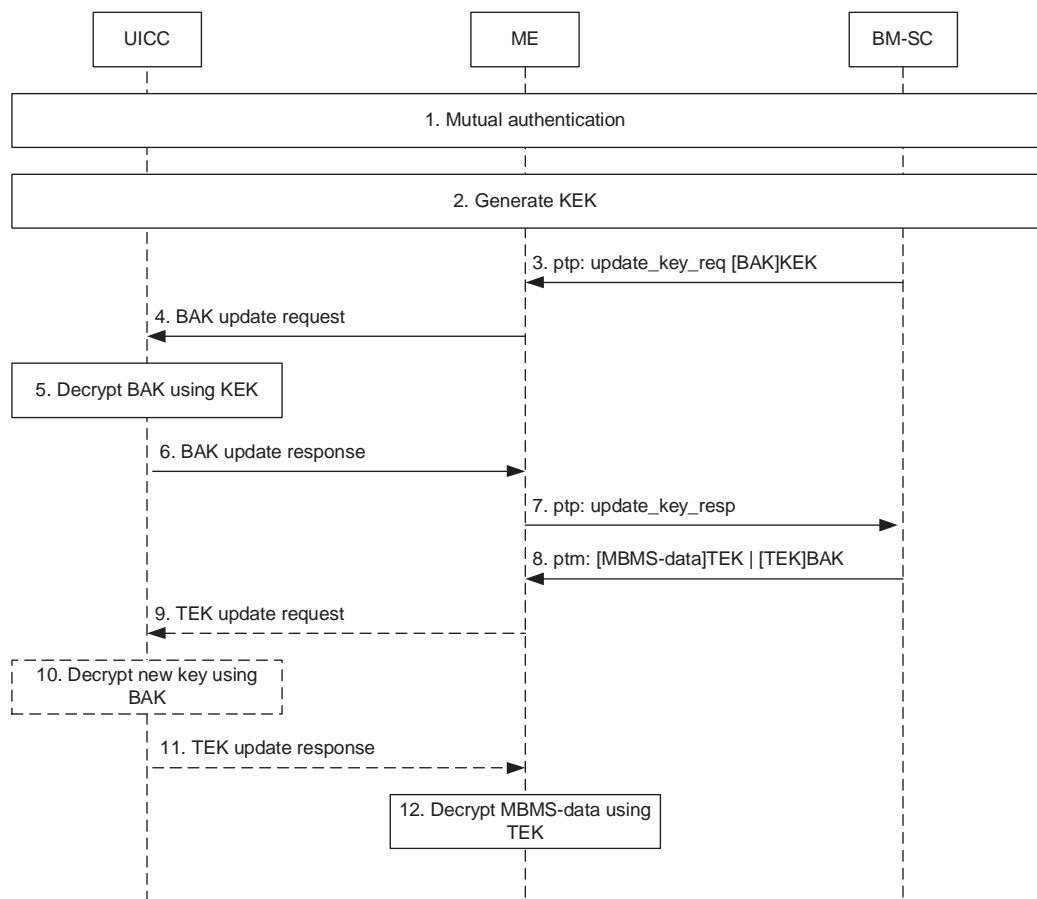 UICC
ME
BM-SC
1. Mutual authentication
2. Generate KEK
3. ptp: update_key_req [BAK]KEK
4. BAK update request
5. Decrypt BAK using KEK
6. BAK update response
7. ptp: update_key_resp
8. ptm: [MBMS-data]TEK | [TEK]BAK
9. TEK update request
10. Decrypt new key using
BAK
11. TEK update response
12. Decrypt MBMS-data using
TEK